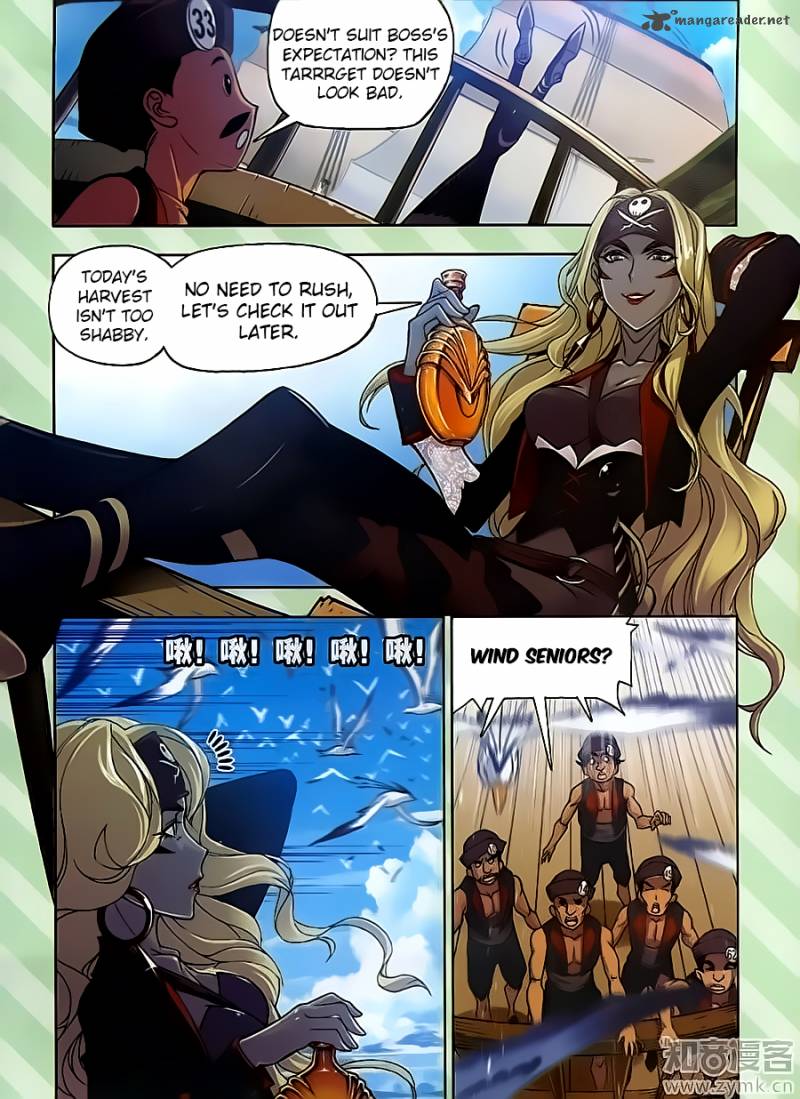 mangareader.net
33
DOESN'T SUIT BOSS'S
EXPECTATION? THIS
TARRRGET DOESN'T
LOOK BAD.
TODAY'S
HARVEST
ISN'T TOO
SHABBY.
NO NEED TO RUSH,
LET'S CHECK IT OUT
LATER.
啾! 啾! 啾! 啾! 啾!
WIND SENIORS?
62
知音漫客
www.zymk.cn